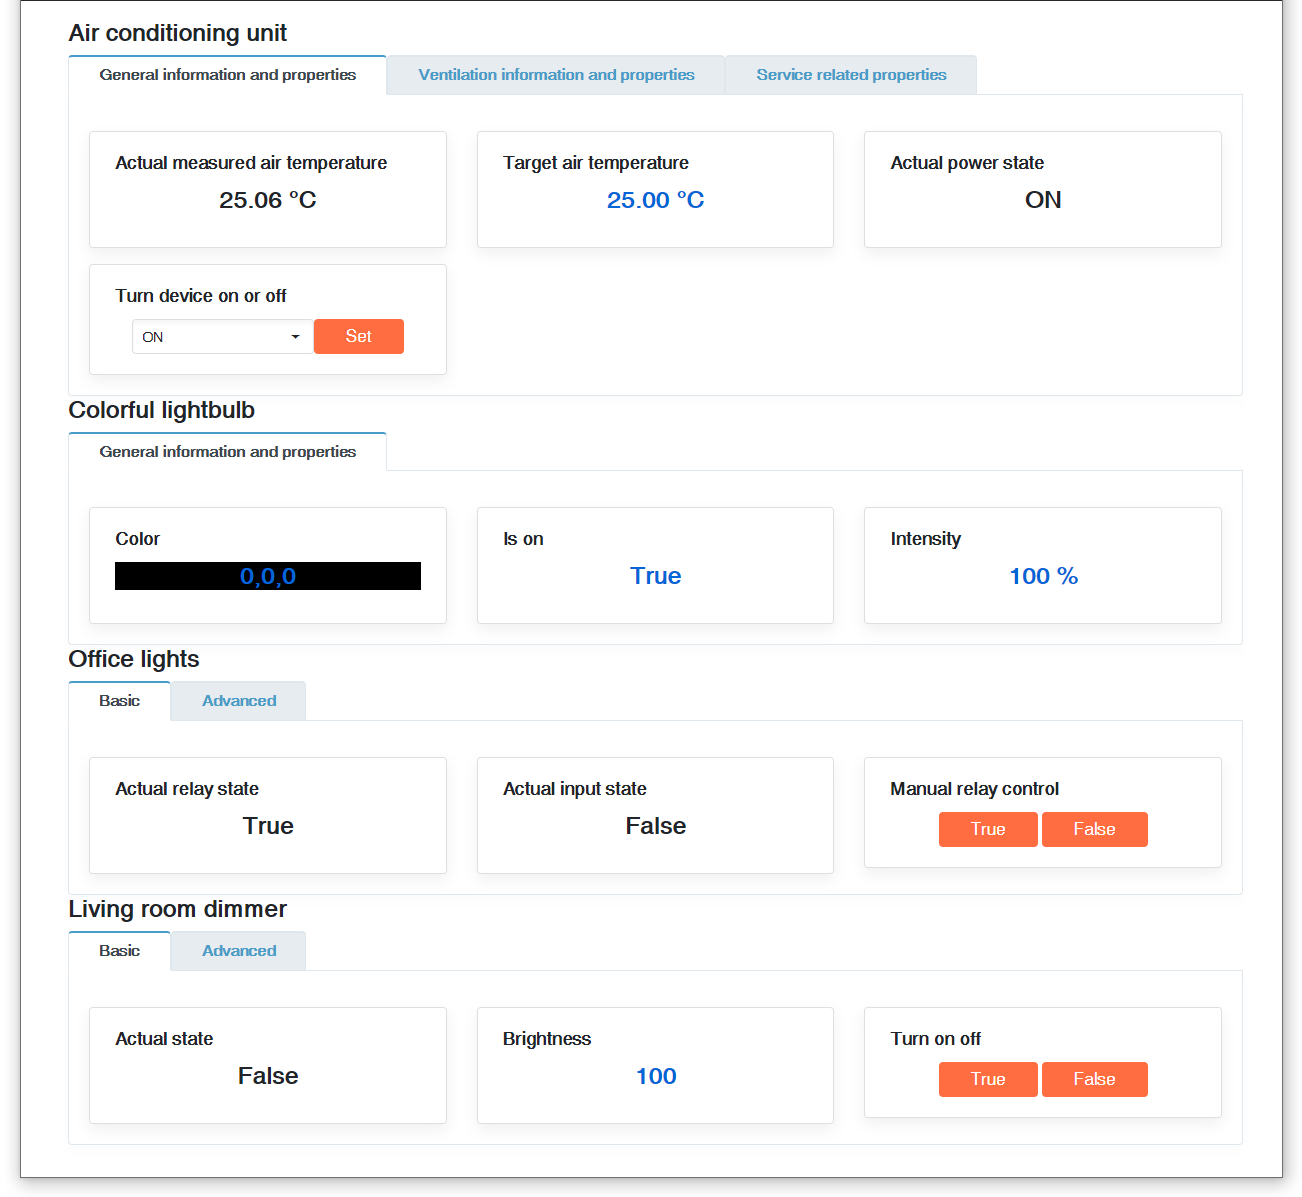 Air conditioning unit
General information and properties
Ventilation information and properties
Service related properties
Actual measured air temperature
25.06 °C
Target air temperature
25.00 °C
Actual power state
ON
Turn device on or off
ON
Set
Colorful lightbulb
General information and properties
Color
0,0,0
Is on
True
Intensity
100 %
Office lights
Basic
Advanced
Actual relay state
True
Actual input state
False
Manual relay control
True
False
Living room dimmer
Basic
Advanced
Actual state
False
Brightness
100
Turn on off
True
False